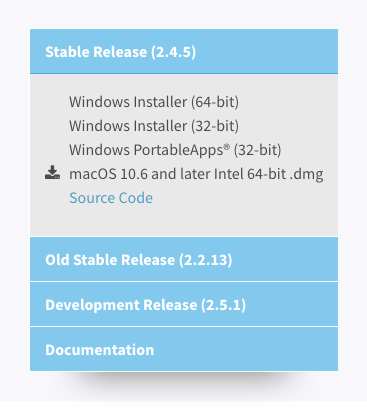 Stable Release (2.4.5)
Windows Installer (64-bit)
Windows Installer (32-bit)
Windows PortableApps® (32-bit)
macOS 10.6 and later Intel 64-bit .dmg
Source Code
Old Stable Release (2.2.13)
Development Release (2.5.1)
Documentation